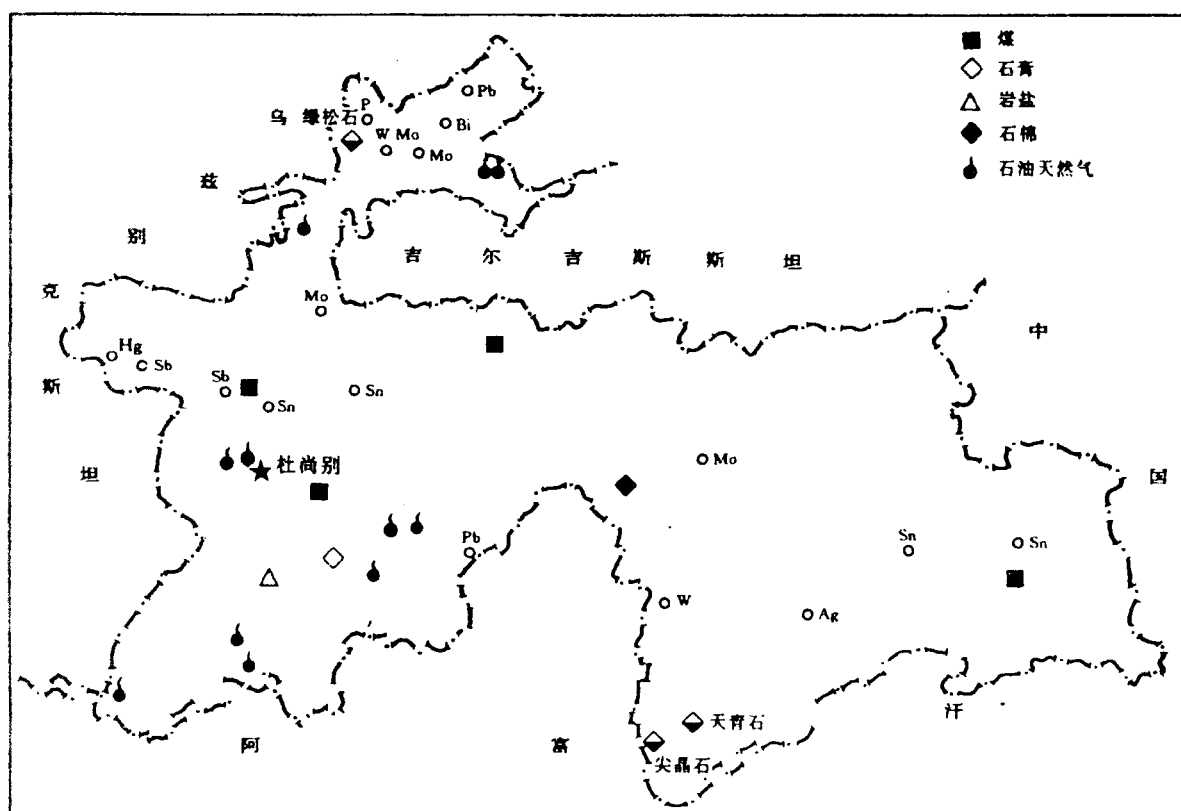 煤
石膏
岩盐
石棉
石油天然气
Pb
P
乌 绿松石
Bi
W Mo
Mo
兹
别
吉尔吉斯斯坦
克
Mo
中
Hg
Sb
斯
Sb
Sn
Sn
坦
杜尚别
Mo
国
Pb
Sn
Sn
W
Ag
天青石
汗
阿
富
尖晶石